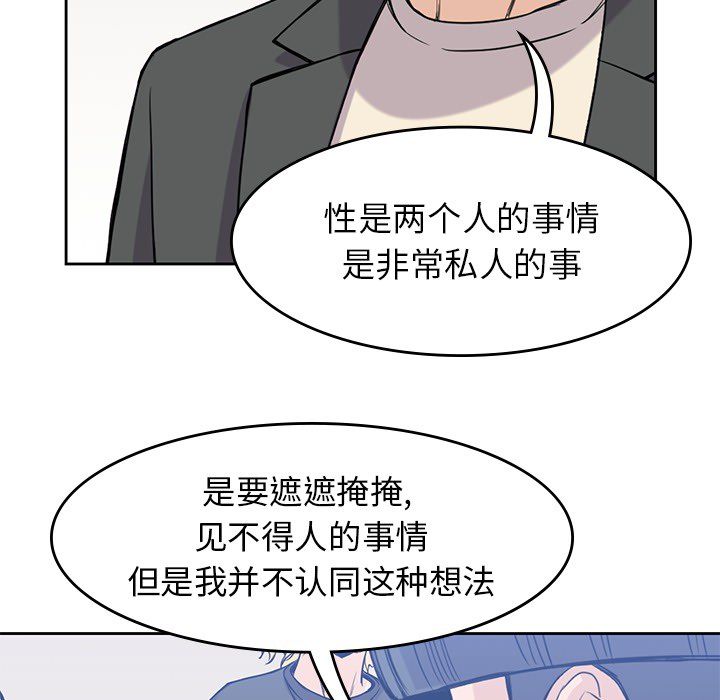 性是两个人的事情
是非常私人的事
是要遮遮掩掩,
见不得人的事情
但是我并不认同这种想法